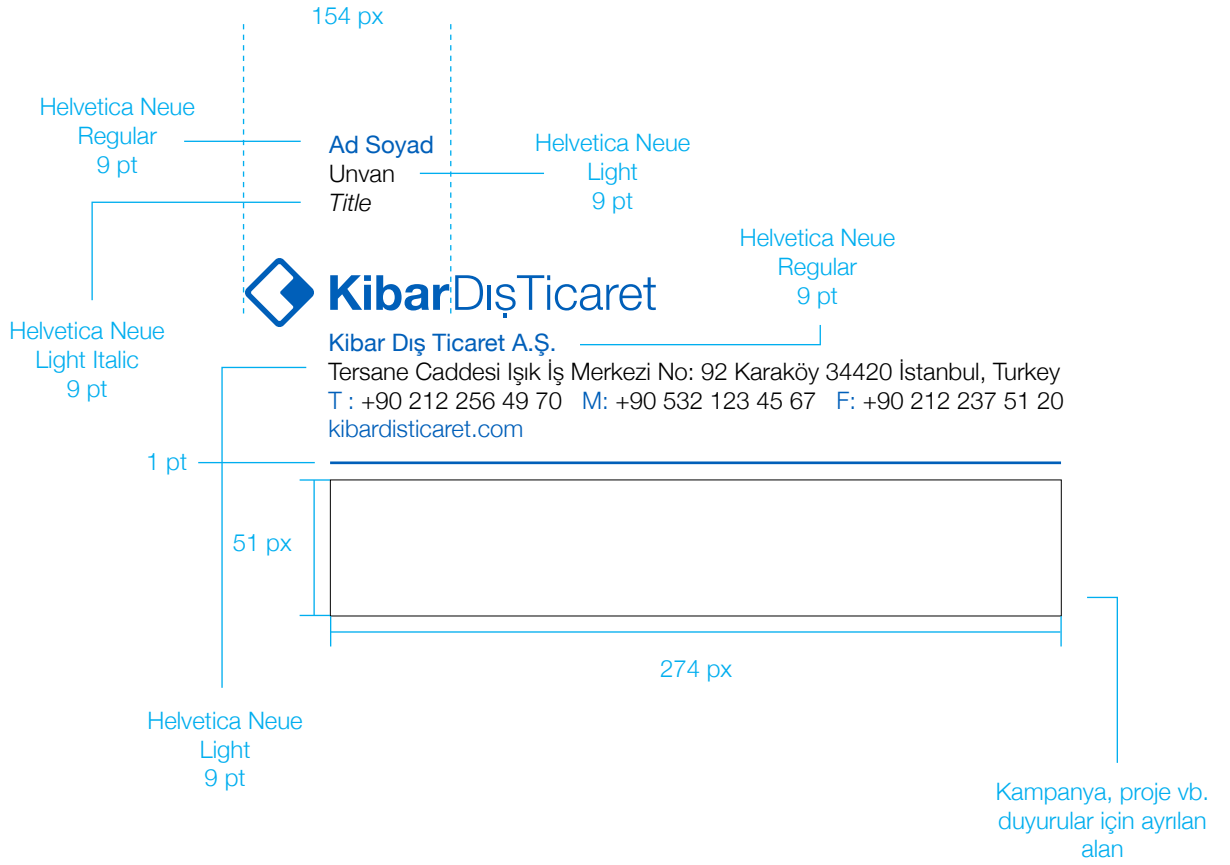 154 px
Helvetica Neue
Regular
9 pt
Ad Soyad
Unvan
Title
Helvetica Neue
Light
9 pt
Helvetica Neue
Regular
9 pt
KibarDışTicaret
Helvetica Neue
Light Italic
9 pt
Kibar Dış Ticaret A.Ş.
Tersane Caddesi Işık İş Merkezi No: 92 Karaköy 34420 İstanbul, Turkey
T : +90 212 256 49 70 M: +90 532 123 45 67 F: +90 212 237 51 20
kibardisticaret.com
1 pt
51 px
274 px
Helvetica Neue
Light
9 pt
Kampanya, proje vb.
duyurular için ayrılan
alan